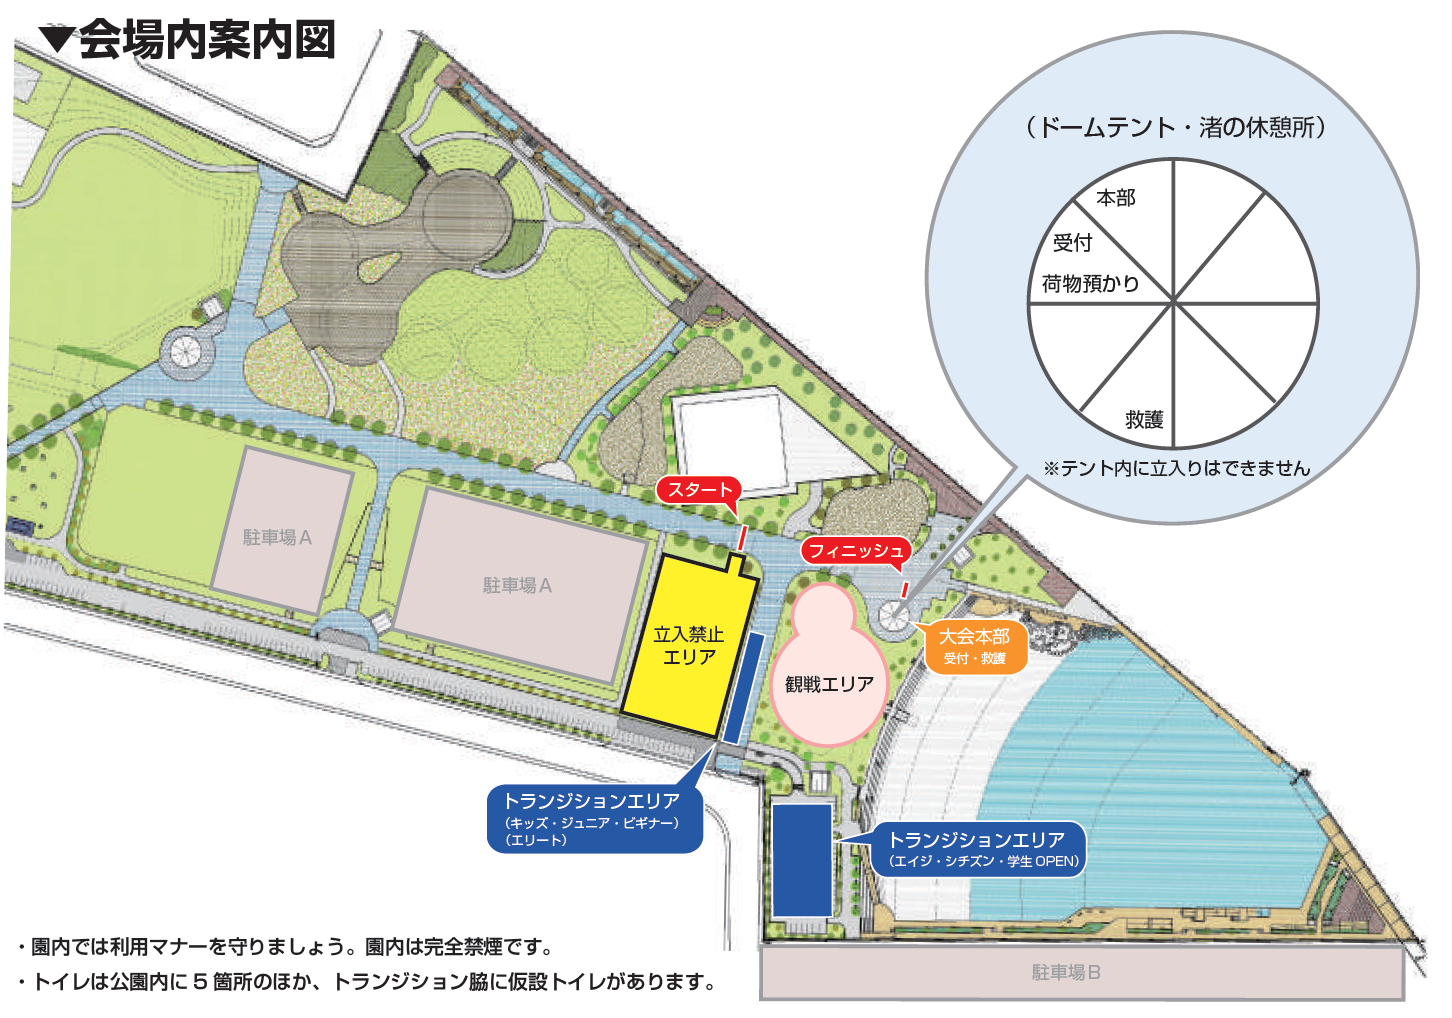 ▼会場内案内図
（ドームテント・渚の休憩所）
本部
受付
荷物預かり
救護
※テント内に立入りはできません
スタート
フィニッシュ
駐車場A
駐車場A
立入禁止
エリア
観戦エリア
大会本部
受付・救護
トランジションエリア
（キッズ・ジュニア・ビギナー）
（エリート）
トランジションエリア
（エイジ・シチズン・学生OPEN）
・園内では利用マナーを守りましょう。園内は完全禁煙です。
・トイレは公園内に5箇所のほか、トランジション脇に仮設トイレがあります。
駐車場B